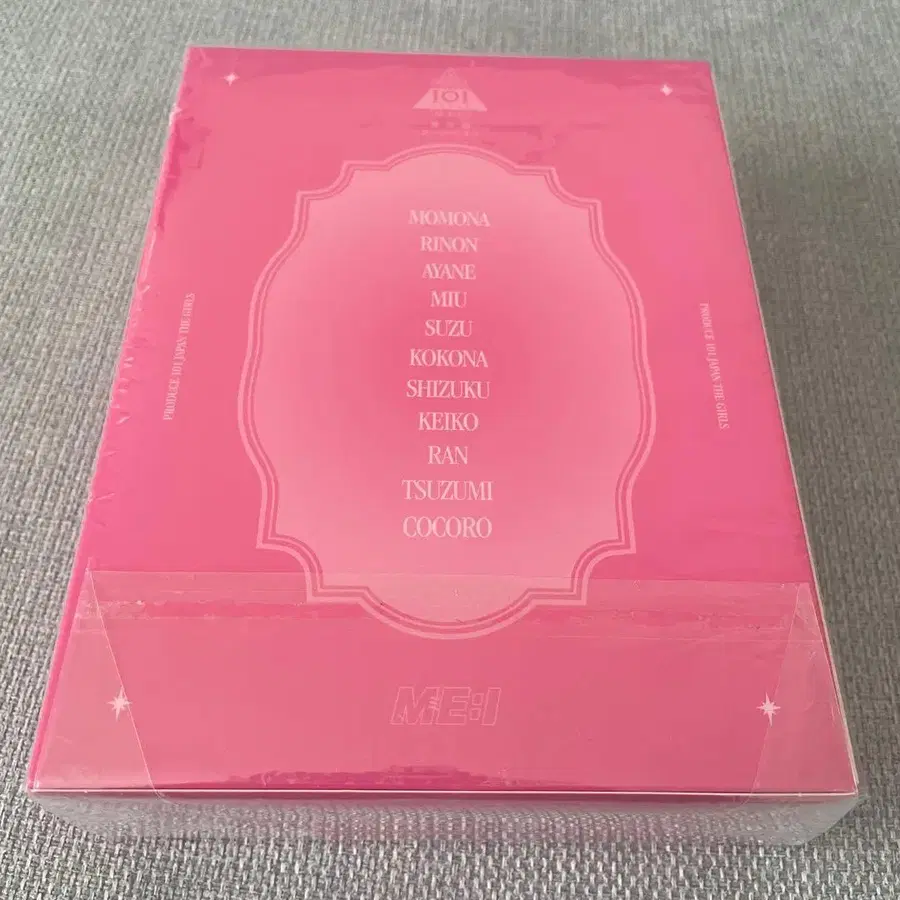 101
MOMONA
RINON
AYANE
MIU
SUZU
KOKONA
SHIZUKU
KEIKO
RAN
TSUZUMI
COCORO
PRODUCE 101 JAPAN THE GIRLS
PRODUCE 101 JAPAN THE GIRLS
ME:I